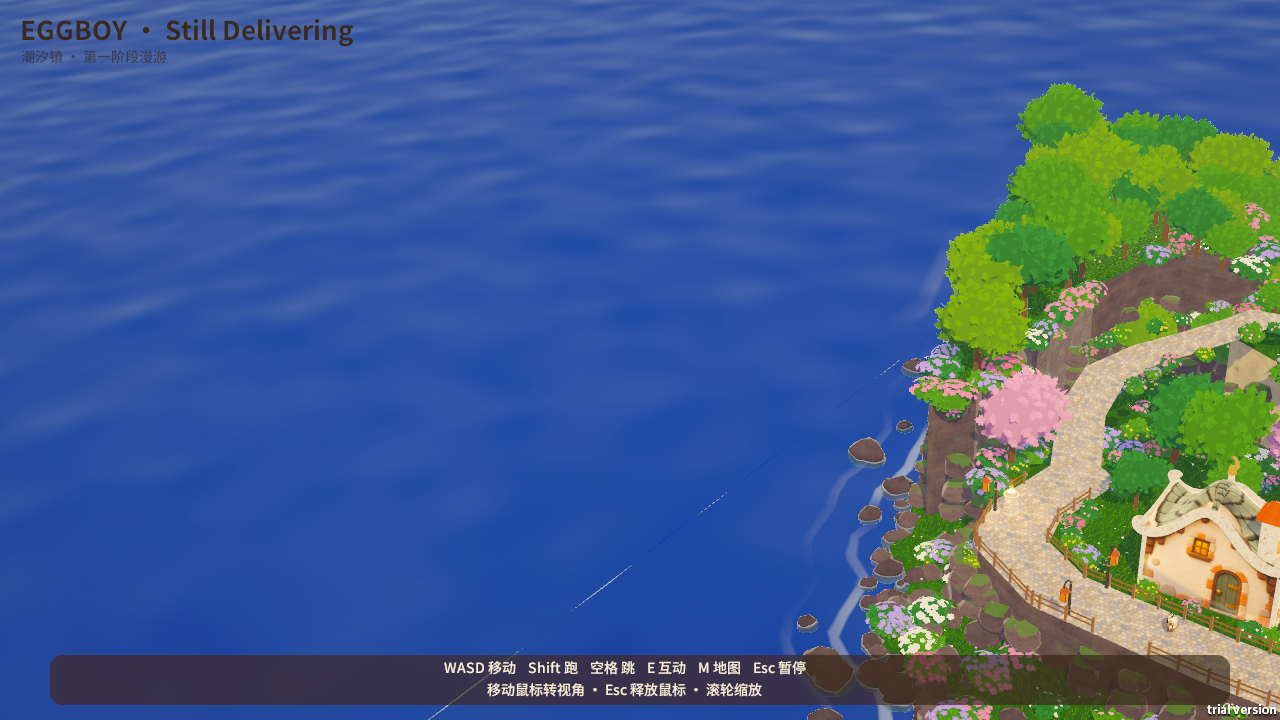 EGGBOY · Still Delivering
潮汐镇 · 第一阶段漫游
WASD 移动 Shift 跑 空格 跳 E 互动 M 地图 Esc 暂停
移动鼠标转视角 · Esc 释放鼠标 · 滚轮缩放
trial version